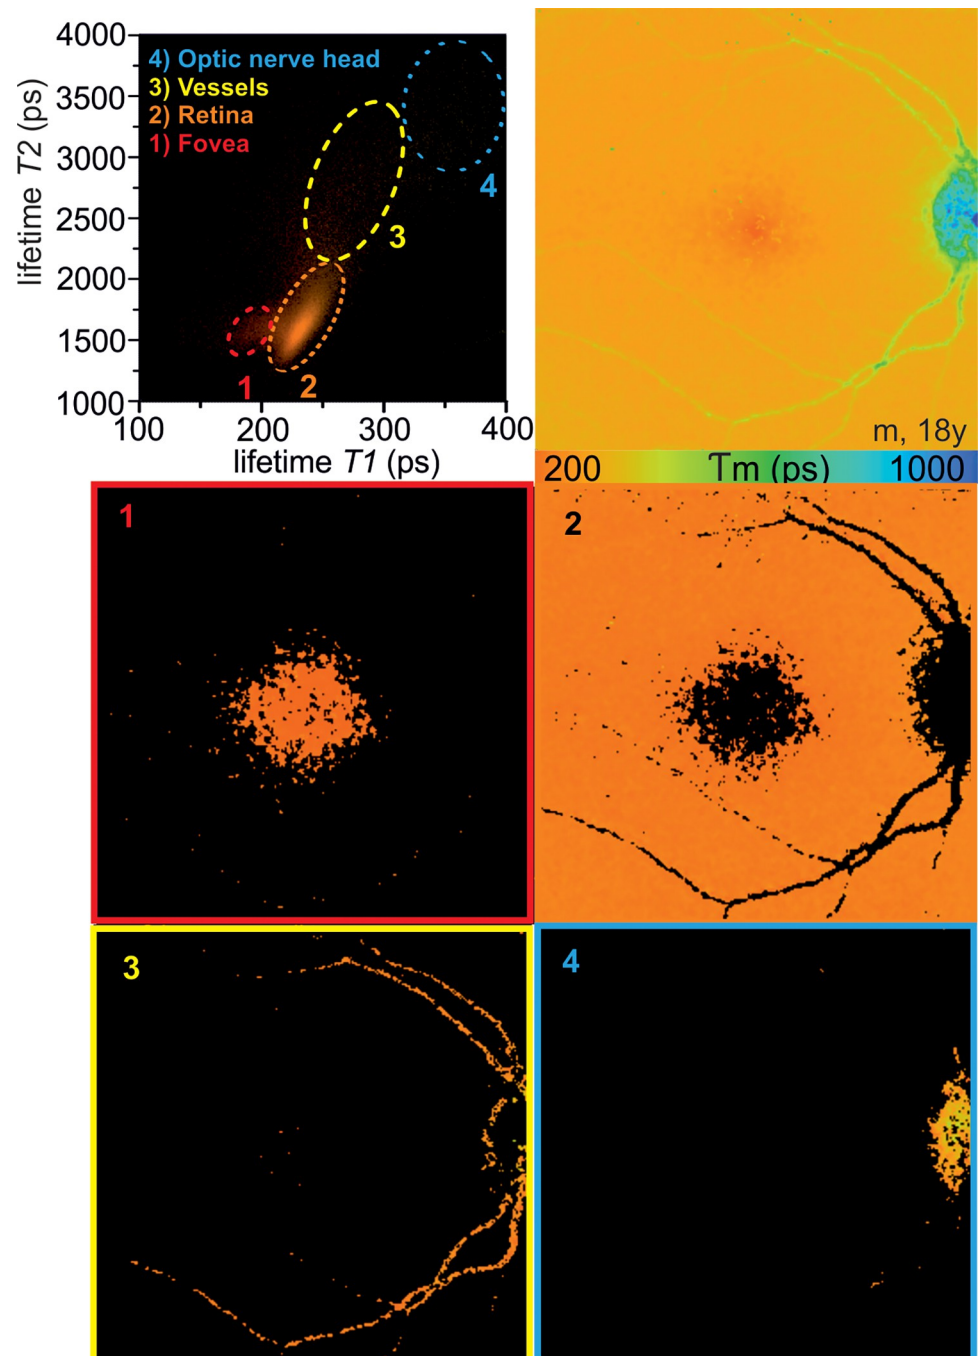 4000
3500
3000
2500
2000
1500
1000
lifetime T2 (ps)
4) Optic nerve head
3) Vessels
2) Retina
1) Fovea
4
3
1
2
100
200
300
400
lifetime T1 (ps)
m, 18y
200
Tm (ps)
1000
1
2
3
4